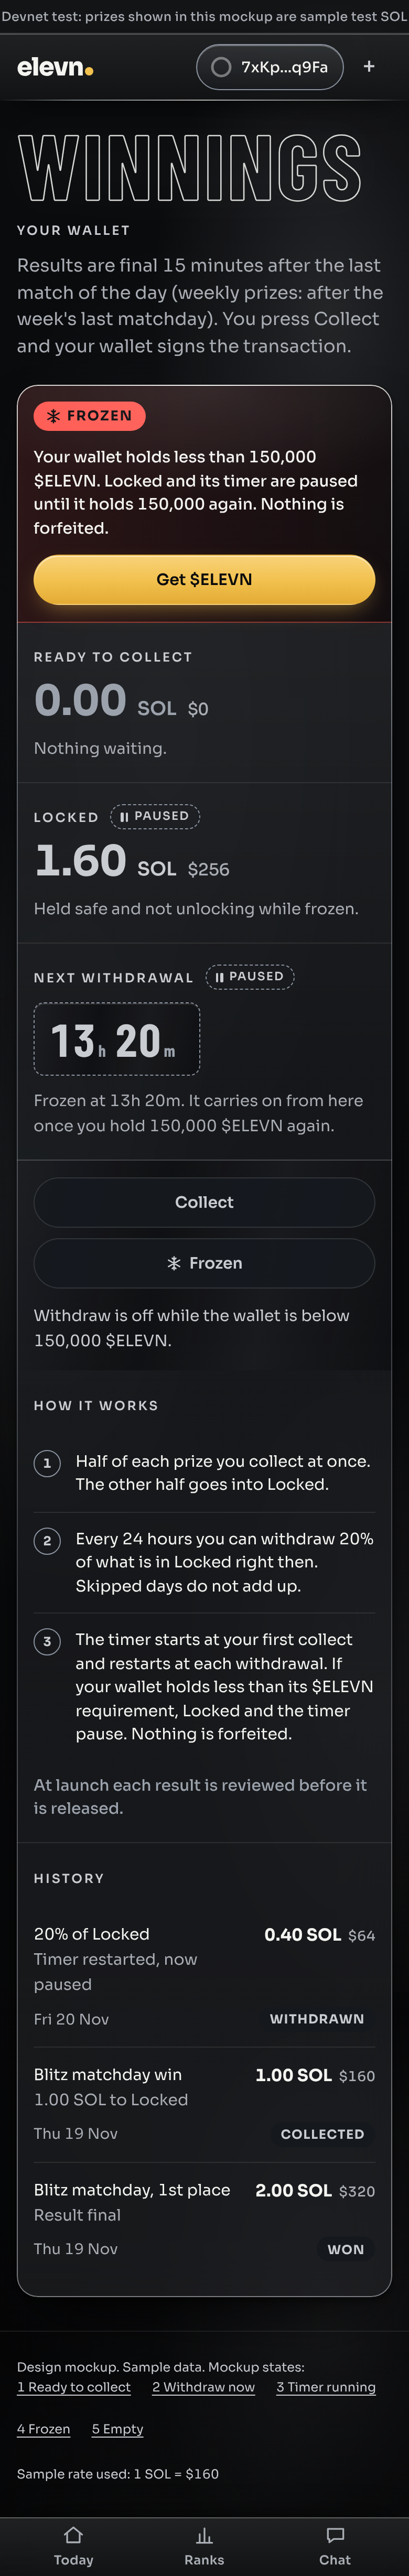 Devnet test: prizes shown in this mockup are sample test SOL
elevn.
7xKp...q9Fa
+
WINNINGS
YOUR WALLET
Results are final 15 minutes after the last
match of the day (weekly prizes: after the
week's last matchday). You press Collect
and your wallet signs the transaction.
FROZEN
Your wallet holds less than 150,000
$ELEVN. Locked and its timer are paused
until it holds 150,000 again. Nothing is
forfeited.
Get $ELEVN
READY TO COLLECT
0.00 SOL $0
Nothing waiting.
LOCKED PAUSED
1.60 SOL $256
Held safe and not unlocking while frozen.
NEXT WITHDRAWAL PAUSED
13h 20m
Frozen at 13h 20m. It carries on from here
once you hold 150,000 $ELEVN again.
Collect
Frozen
Withdraw is off while the wallet is below
150,000 $ELEVN.
HOW IT WORKS
1 Half of each prize you collect at once.
The other half goes into Locked.
2 Every 24 hours you can withdraw 20%
of what is in Locked right then.
Skipped days do not add up.
3 The timer starts at your first collect
and restarts at each withdrawal. If
your wallet holds less than its $ELEVN
requirement, Locked and the timer
pause. Nothing is forfeited.
At launch each result is reviewed before it
is released.
HISTORY
20% of Locked 0.40 SOL $64
Timer restarted, now
paused
Fri 20 Nov WITHDRAWN
Blitz matchday win 1.00 SOL $160
1.00 SOL to Locked
Thu 19 Nov COLLECTED
Blitz matchday, 1st place 2.00 SOL $320
Result final
Thu 19 Nov WON
Design mockup. Sample data. Mockup states:
1 Ready to collect 2 Withdraw now 3 Timer running
4 Frozen 5 Empty
Sample rate used: 1 SOL = $160
Today Ranks Chat